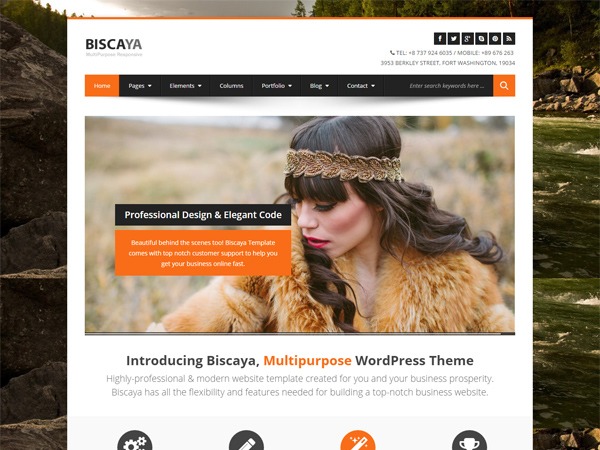 BISCAYA
MultiPurpose Responsive
TEL: +8 737 924 6035 / MOBILE: +89 676 263
3953 BERKLEY STREET, FORT WASHINGTON, 19034
Home Pages Elements Columns Portfolio Blog Contact Enter search keywords here ...
Professional Design & Elegant Code
Beautiful behind the scenes too! Biscaya Template
comes with top notch customer support to help you
get your business online fast.
Introducing Biscaya, Multipurpose WordPress Theme
Highly-professional & modern website template created for you and your business prosperity.
Biscaya has all the flexibility and features needed for building a top-notch business website.